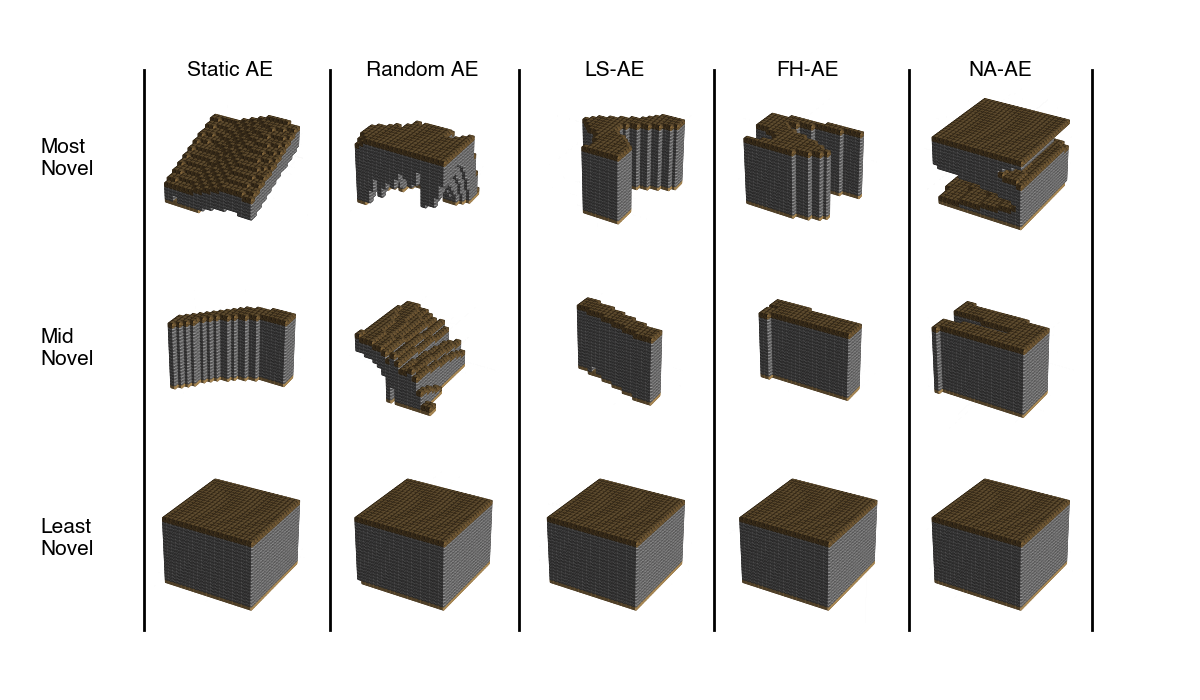 Static AE
Random AE
LS-AE
FH-AE
NA-AE
Most
Novel
Mid
Novel
Least
Novel